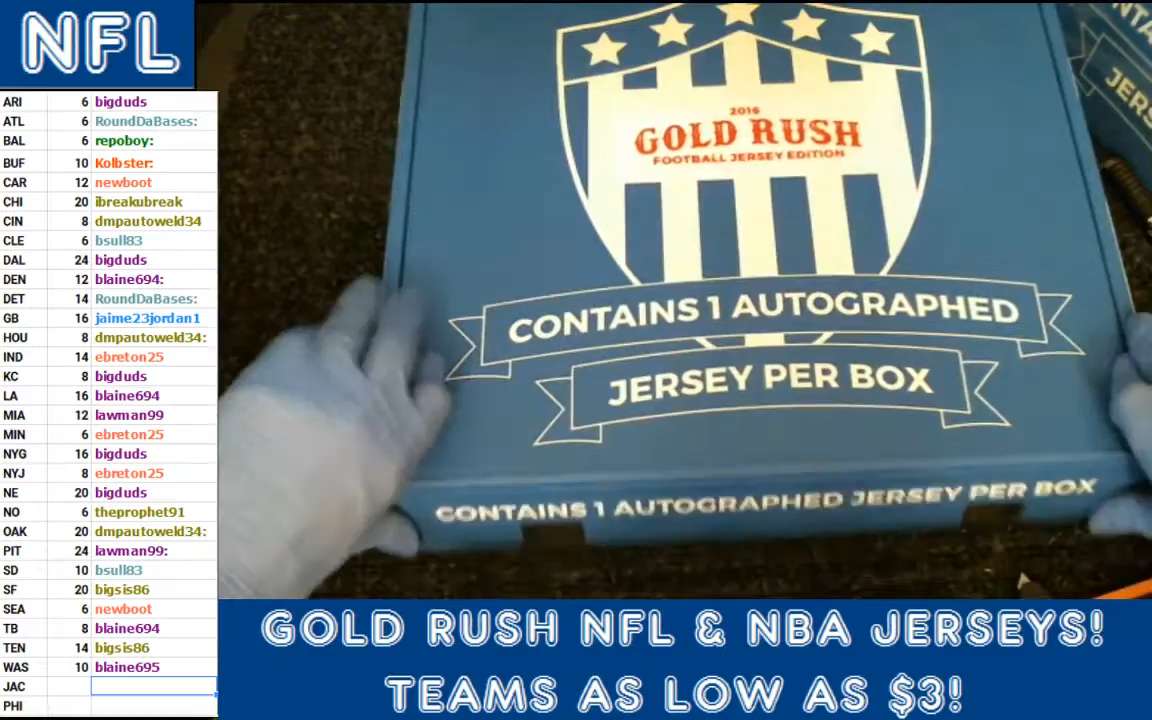 NFL
ARI 6 bigduds
ATL 6 RoundDaBases:
BAL 6 repoboy:
BUF 10 Kolbster:
CAR 12 newboot
CHI 20 ibreakubreak
CIN 8 dmpautoweld34
CLE 6 bsull83
DAL 24 bigduds
DEN 12 blaine694:
DET 14 RoundDaBases:
GB 16 jaime23jordan1
HOU 8 dmpautoweld34:
IND 14 ebreton25
KC 8 bigduds
LA 16 blaine694
MIA 12 lawman99
MIN 6 ebreton25
NYG 16 bigduds
NYJ 8 ebreton25
NE 20 bigduds
NO 6 theprophet91
OAK 20 dmpautoweld34:
PIT 24 lawman99:
SD 10 bsull83
SF 20 bigsis86
SEA 6 newboot
TB 8 blaine694
TEN 14 bigsis86
WAS 10 blaine695
JAC
PHI
2016
GOLD RUSH
FOOTBALL JERSEY EDITION
CONTAINS 1 AUTOGRAPHED
JERSEY PER BOX
CONTAINS 1 AUTOGRAPHED JERSEY PER BOX
GOLD RUSH NFL & NBA JERSEYS!
TEAMS AS LOW AS $3!